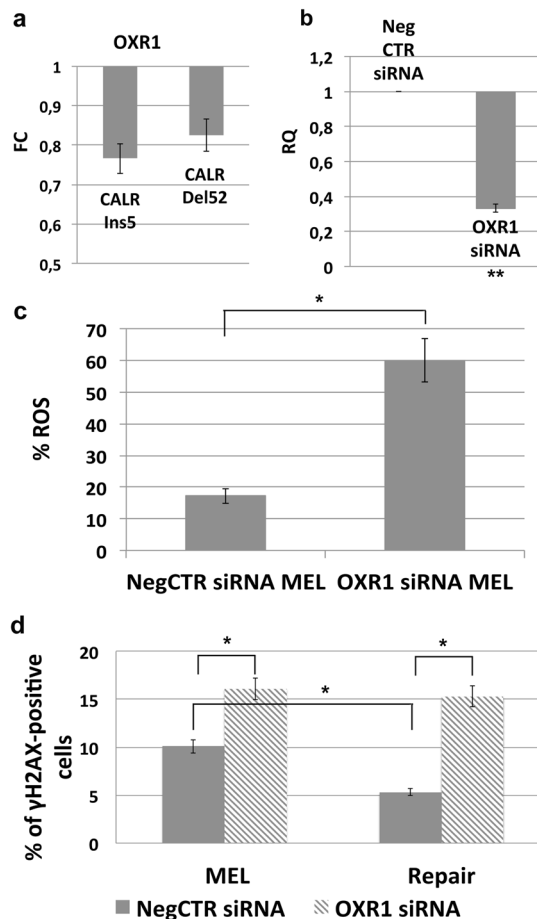 a
OXR1
1
0,9
0,8
0,7
0,6
0,5
FC
CALR
Ins5
CALR
Del52
b
Neg
CTR
siRNA
1,2
1
0,8
0,6
0,4
0,2
0
RQ
OXR1
siRNA
**
c
*
70
60
50
40
30
20
10
0
% ROS
NegCTR siRNA MEL
OXR1 siRNA MEL
d
20
15
10
5
0
% of γH2AX-positive
cells
*
*
*
MEL
Repair
NegCTR siRNA
OXR1 siRNA